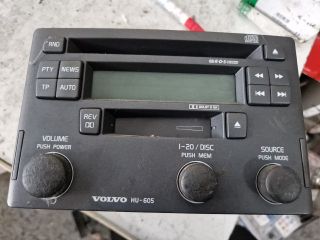 RND
PTY NEWS
TP AUTO
REV
VOLUME
PUSH POWER
1-20 / DISC
PUSH MEM
SOURCE
PUSH MODE
VOLVO HU-605